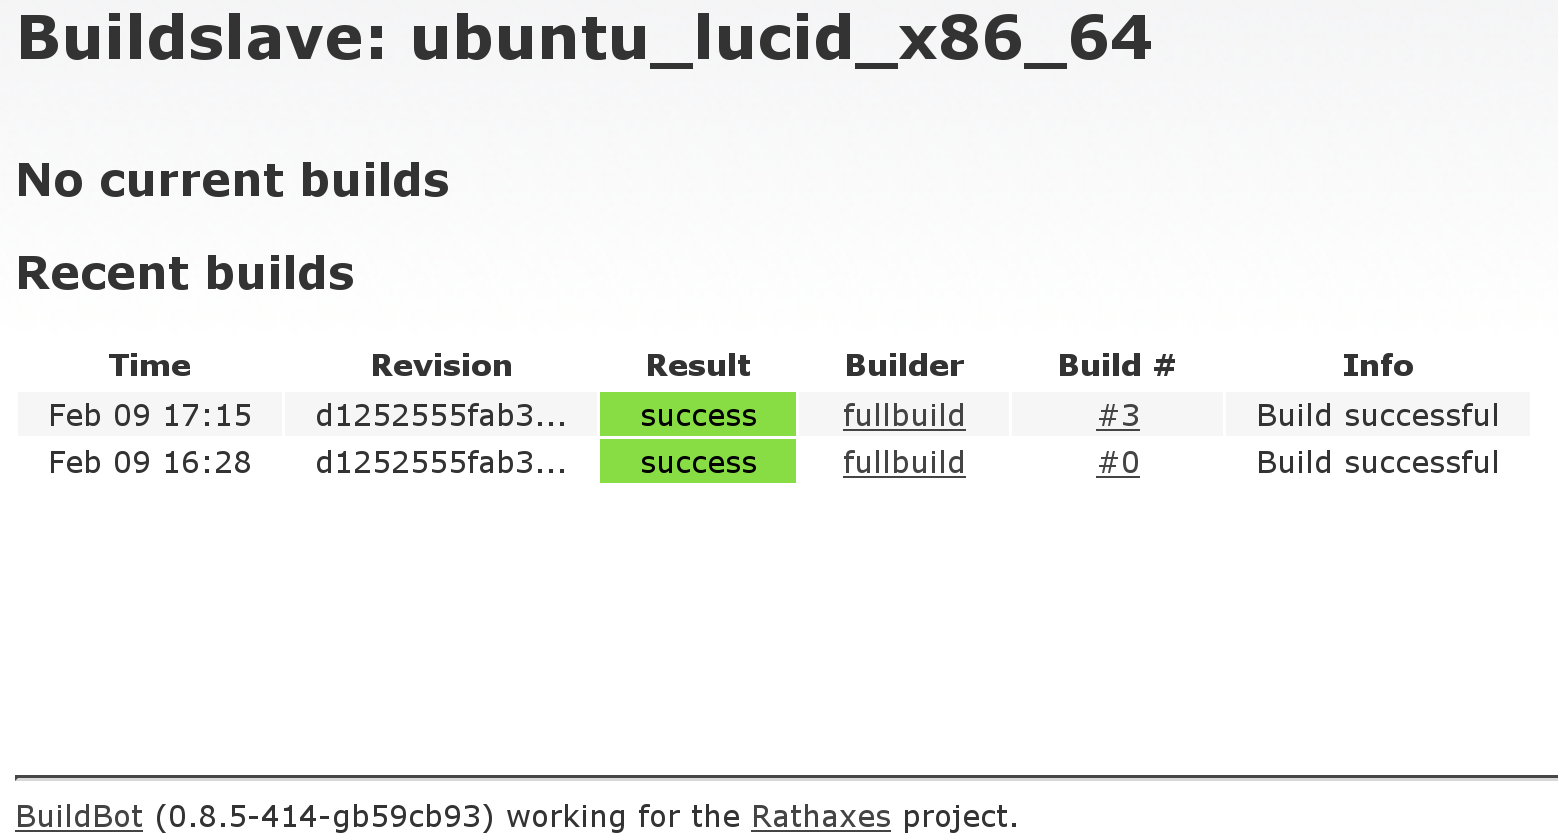 Buildslave: ubuntu_lucid_x86_64
No current builds
Recent builds
Time Revision Result Builder Build # Info
Feb 09 17:15 d1252555fab3... success fullbuild #3 Build successful
Feb 09 16:28 d1252555fab3... success fullbuild #0 Build successful
BuildBot (0.8.5-414-gb59cb93) working for the Rathaxes project.